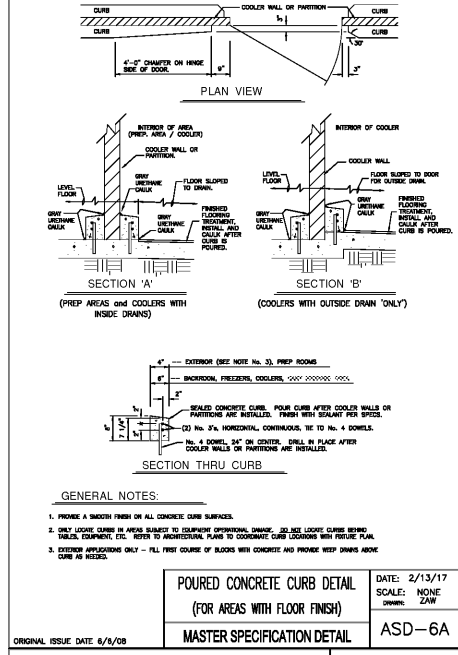 CURB
COOLER WALL OR PARTITION
CURB
CURB
CURB
30°
4'-0" CHAMFER ON HINGE
SIDE OF DOOR.
9"
3"
PLAN VIEW
INTERIOR OF AREA
(PREP. AREA / COOLER)
COOLER WALL OR
PARTITION.
GRAY
URETHANE
CAULK
LEVEL
FLOOR
FLOOR SLOPED
TO DRAIN.
GRAY
URETHANE
CAULK
GRAY
URETHANE
CAULK
FINISHED
FLOORING
TREATMENT,
INSTALL AND
CAULK AFTER
CURB IS
POURED.
SECTION 'A'
(PREP AREAS and COOLERS WITH
INSIDE DRAINS)
INTERIOR OF COOLER
COOLER WALL
LEVEL
FLOOR
FLOOR SLOPED TO DOOR
FOR OUTSIDE DRAIN.
GRAY
URETHANE
CAULK
GRAY
URETHANE
CAULK
FINISHED
FLOORING
TREATMENT,
INSTALL AND
CAULK AFTER
CURB IS
POURED.
SECTION 'B'
(COOLERS WITH OUTSIDE DRAIN 'ONLY')
4" -- EXTERIOR (SEE NOTE No. 3), PREP ROOMS
6" -- BACKROOM, FREEZERS, COOLERS,
2"
SEALED CONCRETE CURB. POUR CURB AFTER COOLER WALLS OR
PARTITIONS ARE INSTALLED. FINISH WITH SEALANT PER SPECS.
(2) No. 3's, HORIZONTAL, CONTINUOUS, TIE TO No. 4 DOWELS.
No. 4 DOWEL, 24" ON CENTER. DRILL IN PLACE AFTER
COOLER WALLS OR PARTITIONS ARE INSTALLED.
8"
7 1/4"
2"
2"
SECTION THRU CURB
GENERAL NOTES:
1. PROVIDE A SMOOTH FINISH ON ALL CONCRETE CURB SURFACES.
2. ONLY LOCATE CURBS IN AREAS SUBJECT TO EQUIPMENT OPERATIONAL DAMAGE. DO NOT LOCATE CURBS BEHIND
TABLES, EQUIPMENT, ETC. REFER TO ARCHITECTURAL PLANS TO COORDINATE CURB LOCATIONS WITH FIXTURE PLAN.
3. EXTERIOR APPLICATIONS ONLY - FILL FIRST COURSE OF BLOCKS WITH CONCRETE AND PROVIDE WEEP DRAINS ABOVE
CURB AS NEEDED.
POURED CONCRETE CURB DETAIL
(FOR AREAS WITH FLOOR FINISH)
MASTER SPECIFICATION DETAIL
DATE: 2/13/17
SCALE: NONE
DRAWN: ZAW
ASD-6A
ORIGINAL ISSUE DATE 6/6/08